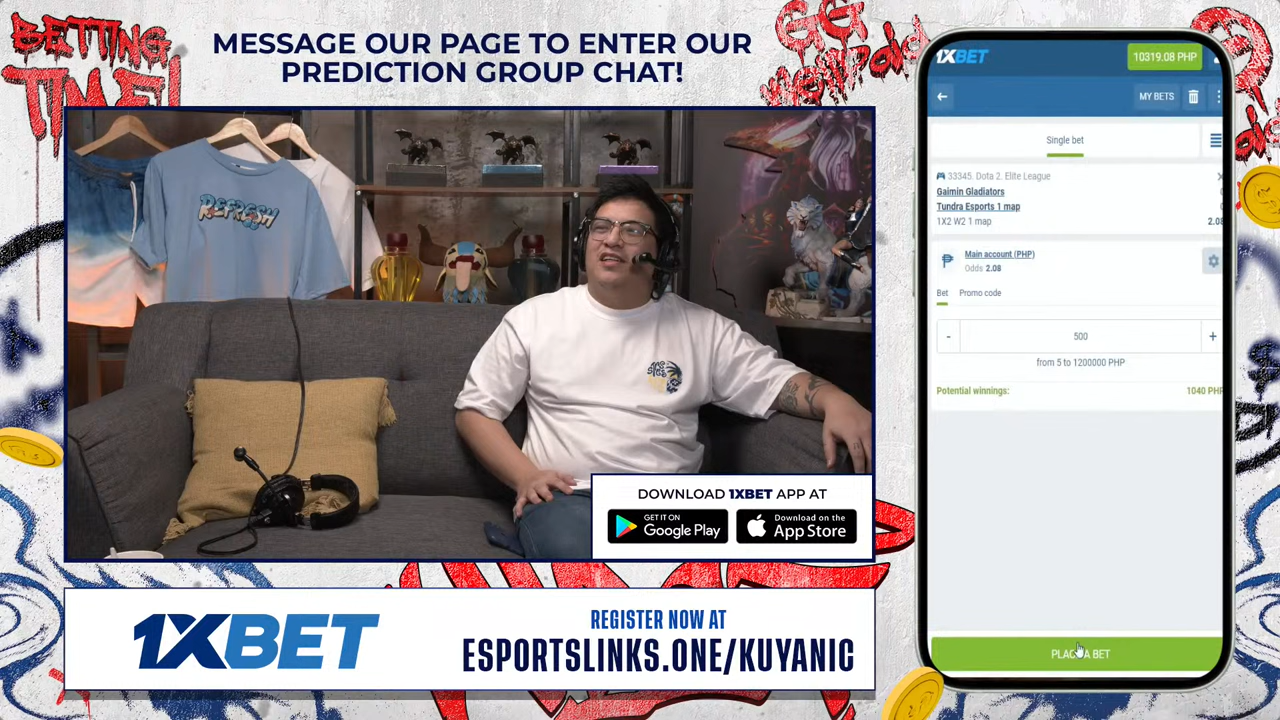 BETTING
TIME!
MESSAGE OUR PAGE TO ENTER OUR
PREDICTION GROUP CHAT!
GG
REFRESH
DOWNLOAD 1XBET APP AT
GET IT ON
Google Play
Download on the
App Store
1XBET
REGISTER NOW AT
ESPORTSLINKS.ONE/KUYANIC
1XBET
10319.08 PHP
MY BETS
Single bet
33345. Dota 2. Elite League
Gaimin Gladiators
Tundra Esports 1 map
1X2 W2 1 map
2.08
Main account (PHP)
Odds 2.08
Bet
Promo code
-
500
+
from 5 to 1200000 PHP
Potential winnings:
1040 PHP
PLACE A BET